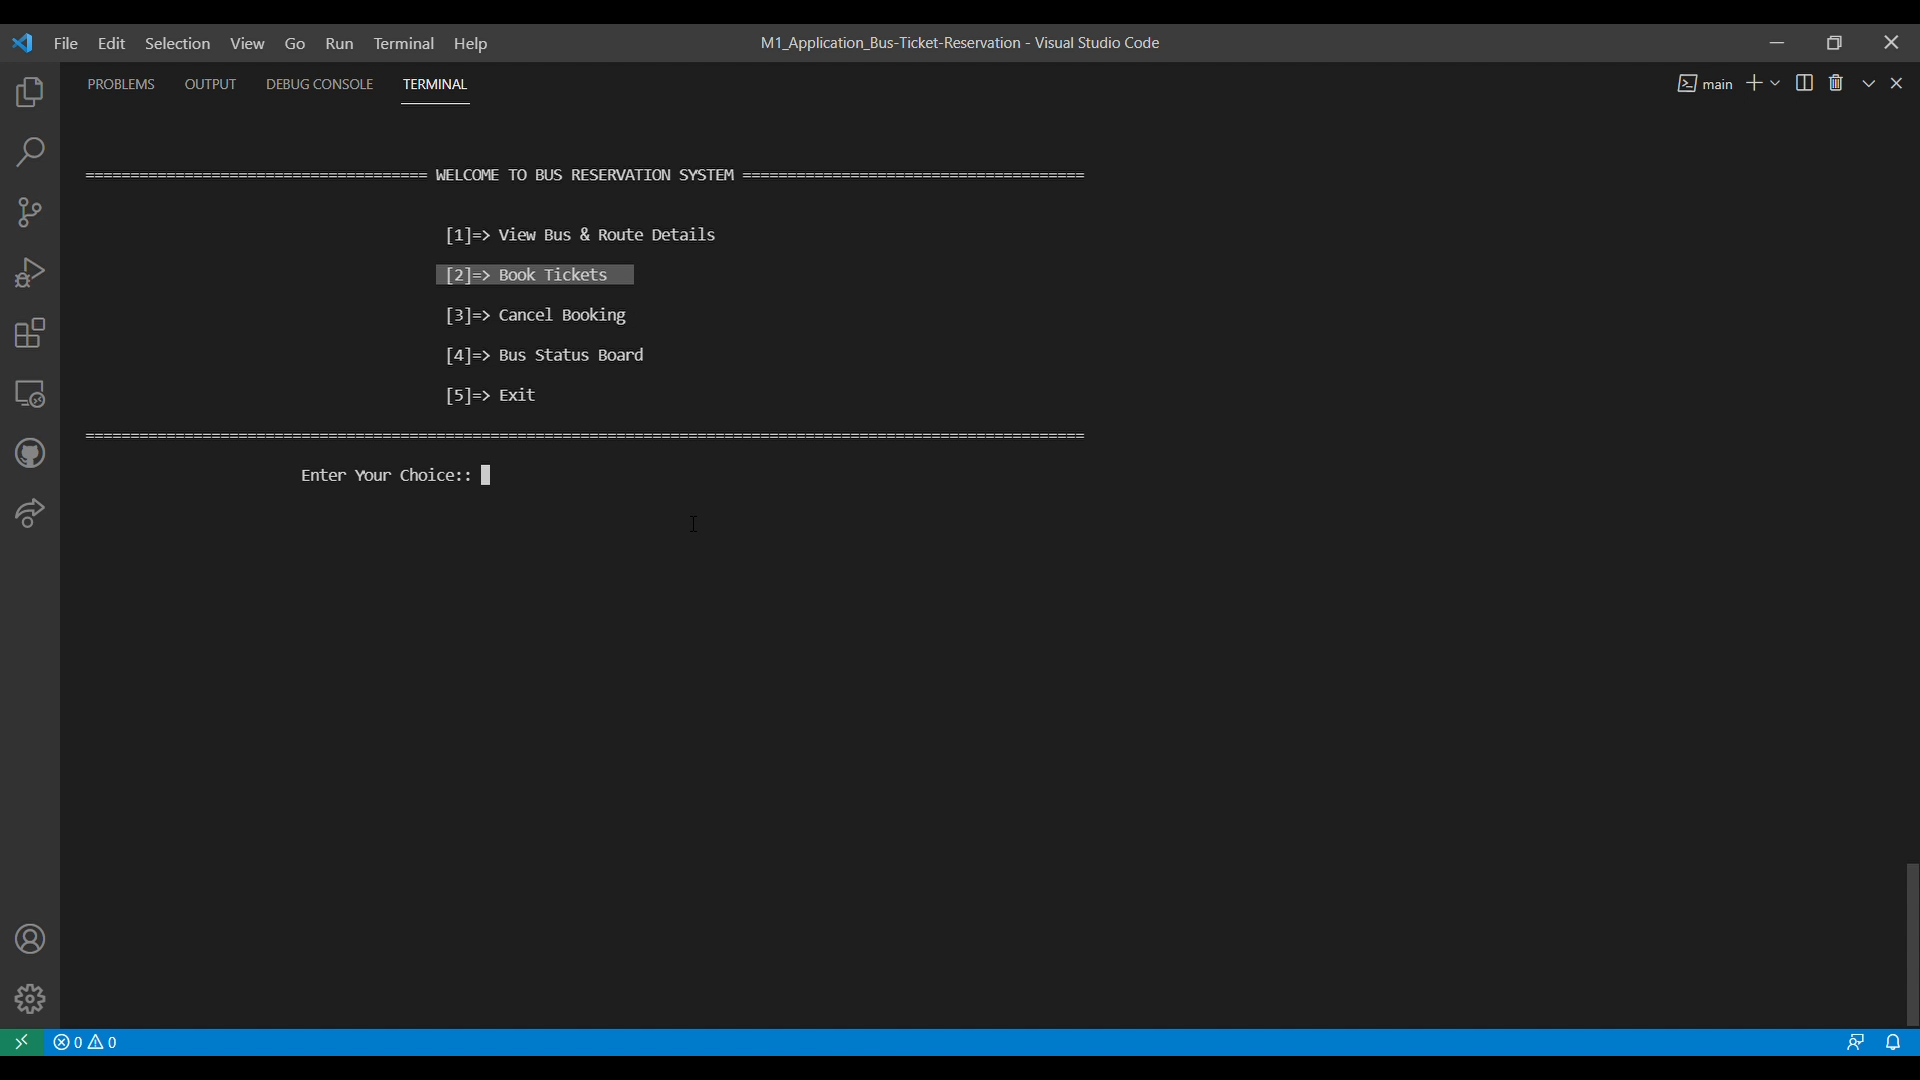 File Edit Selection View Go Run Terminal Help M1_Application_Bus-Ticket-Reservation - Visual Studio Code
PROBLEMS OUTPUT DEBUG CONSOLE TERMINAL main
====================================== WELCOME TO BUS RESERVATION SYSTEM ======================================
[1]=> View Bus & Route Details
[2]=> Book Tickets
[3]=> Cancel Booking
[4]=> Bus Status Board
[5]=> Exit
===============================================================================================================
Enter Your Choice::
0 0